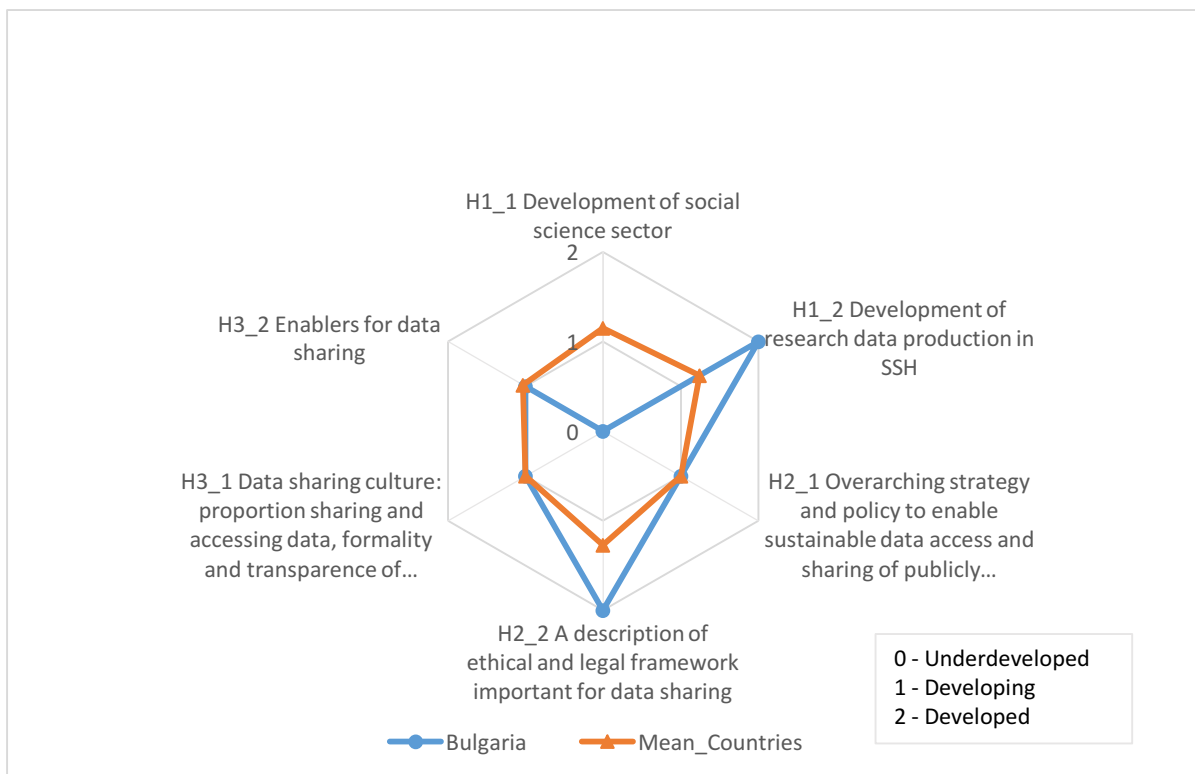 H1_1 Development of social
science sector
2
1
0
H1_2 Development of
research data production in
SSH
H2_1 Overarching strategy
and policy to enable
sustainable data access and
sharing of publicly...
H2_2 A description of
ethical and legal framework
important for data sharing
H3_1 Data sharing culture:
proportion sharing and
accessing data, formality
and transparence of...
H3_2 Enablers for data
sharing
0 - Underdeveloped
1 - Developing
2 - Developed
Bulgaria
Mean_Countries